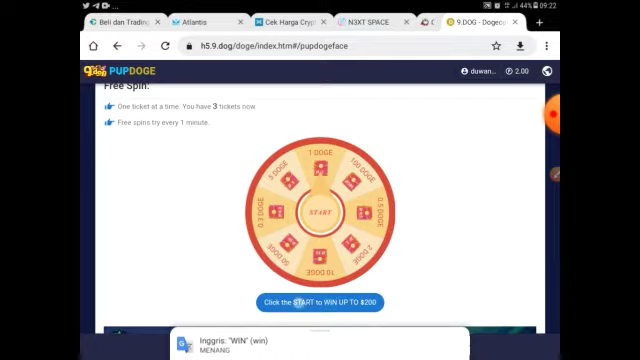 44% 09:22
Beli dan Trading
Atlantis
Cek Harga Crypt
N3XT SPACE
C
9.DOG - Dogeco
h5.9.dog/doge/index.htm#/pupdogeface
PUPDOGE
duwan...
2.00
Free Spin:
One ticket at a time. You have 3 tickets now.
Free spins try every 1 minute.
1 DOGE
100 DOGE
0.5 DOGE
2 DOGE
10 DOGE
50 DOGE
0.3 DOGE
5 DOGE
START
Click the START to WIN UP TO $200
Inggris: "WIN" (win)
MENANG